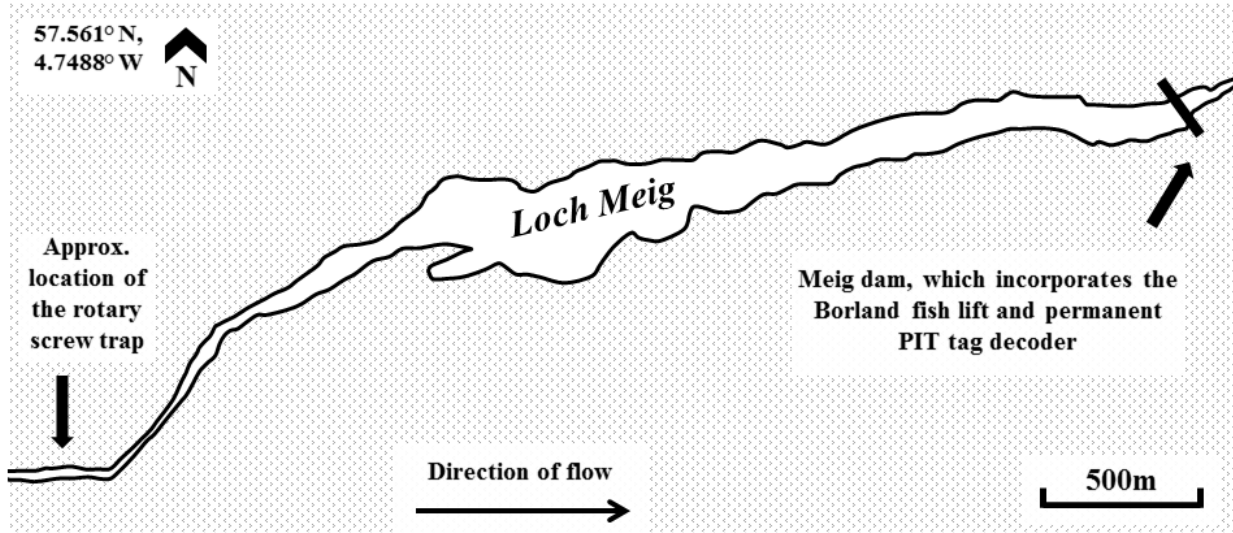 57.561° N,
4.7488° W
N
Loch Meig
Approx.
location of
the rotary
screw trap
Meig dam, which incorporates the
Borland fish lift and permanent
PIT tag decoder
Direction of flow
500m